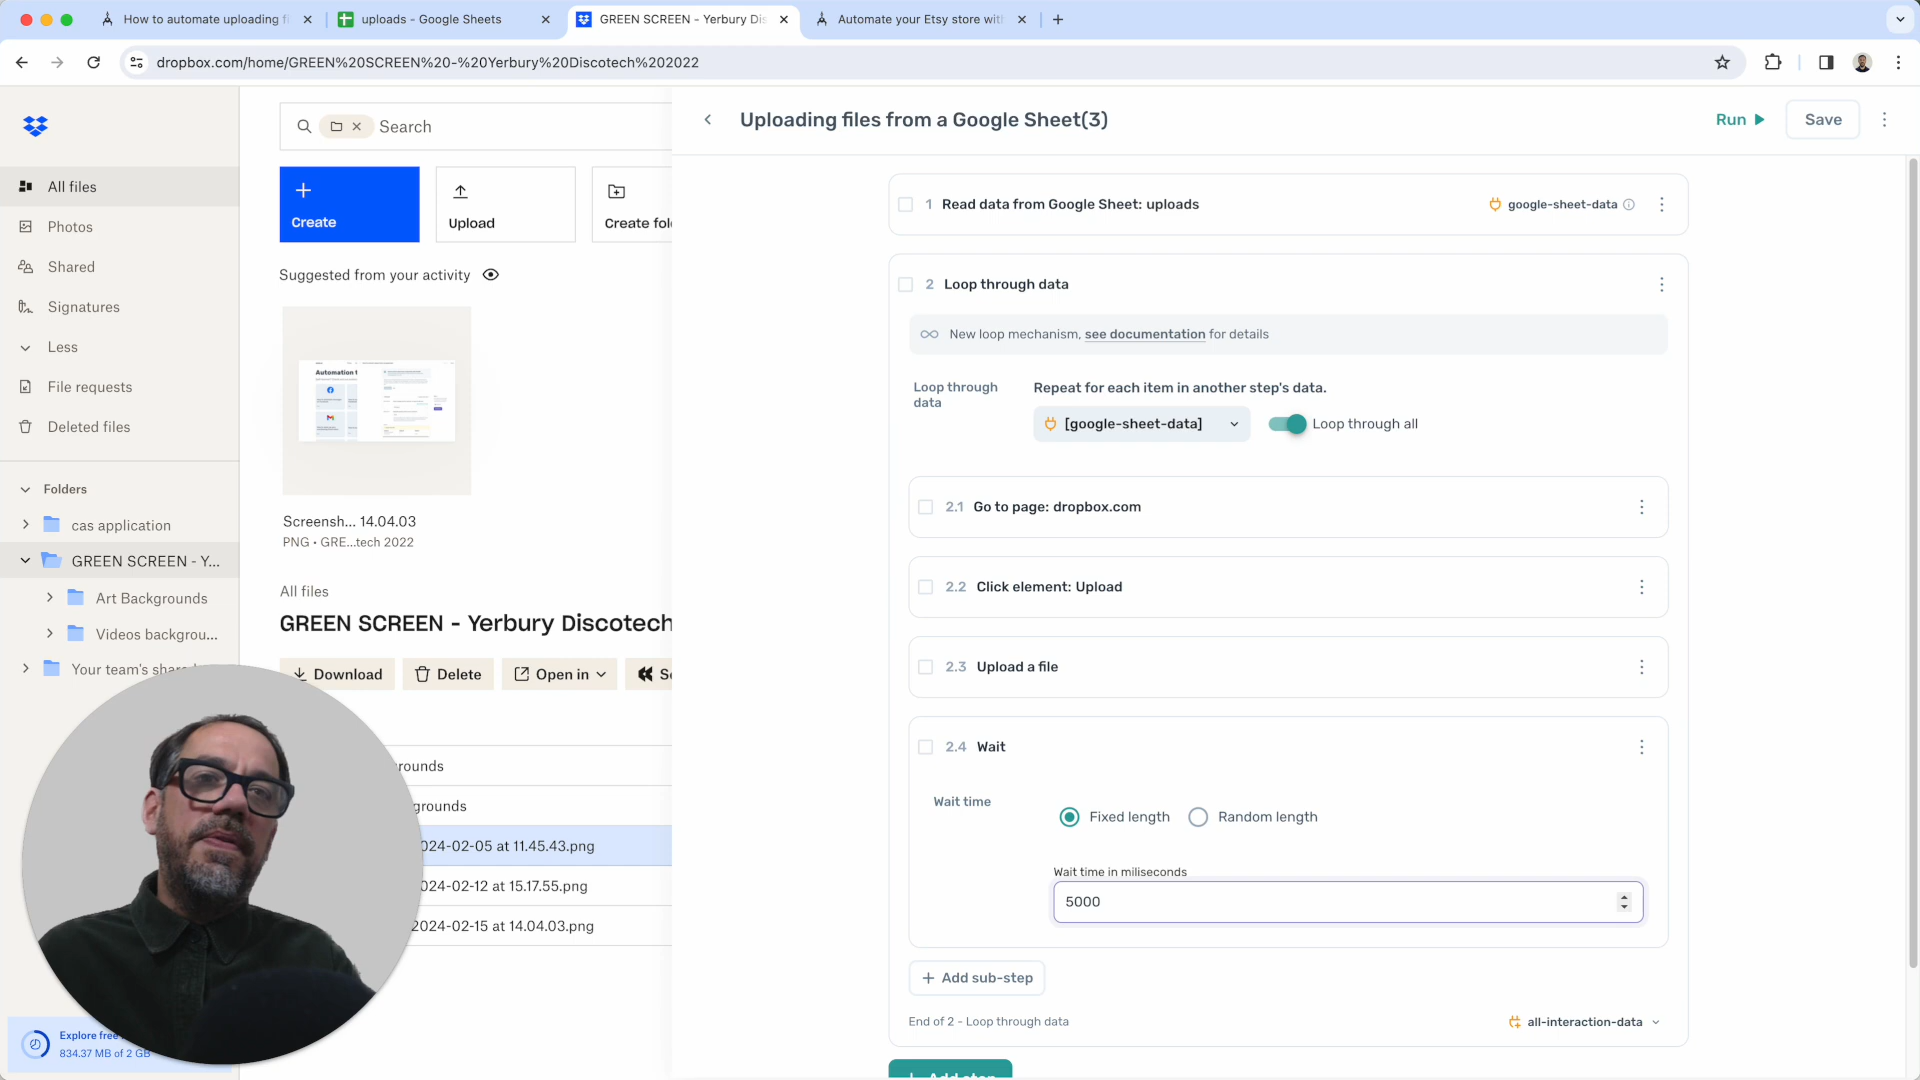 How to automate uploading fi
uploads - Google Sheets
GREEN SCREEN - Yerbury Dis
Automate your Etsy store with
dropbox.com/home/GREEN%20SCREEN%20-%20Yerbury%20Discotech%202022
Search
Uploading files from a Google Sheet(3)
Run
Save
All files
Photos
Shared
Signatures
Less
File requests
Deleted files
Folders
cas application
GREEN SCREEN - Y...
Art Backgrounds
Videos backgrou...
Your team's shar
Explore free
834.37 MB of 2 GB
Create
Upload
Create fol
Suggested from your activity
Automation
Screensh... 14.04.03
PNG • GRE...tech 2022
All files
GREEN SCREEN - Yerbury Discotech
Download
Delete
Open in
rounds
grounds
024-02-05 at 11.45.43.png
024-02-12 at 15.17.55.png
2024-02-15 at 14.04.03.png
1 Read data from Google Sheet: uploads
google-sheet-data
2 Loop through data
New loop mechanism, see documentation for details
Loop through data
Repeat for each item in another step's data.
[google-sheet-data]
Loop through all
2.1 Go to page: dropbox.com
2.2 Click element: Upload
2.3 Upload a file
2.4 Wait
Wait time
Fixed length
Random length
Wait time in miliseconds
5000
+ Add sub-step
End of 2 - Loop through data
all-interaction-data
+ Add step